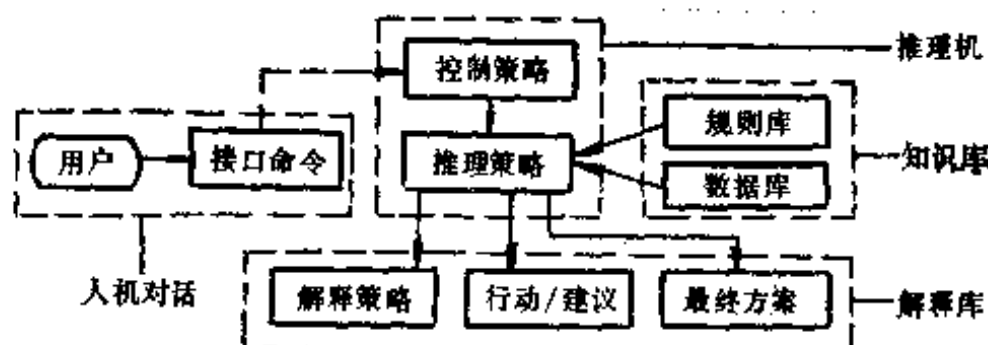 推理机
控制策略
规则库
用户
接口命令
推理策略
知识库
数据库
人机对话
解释策略
行动/建议
最终方案
解释库